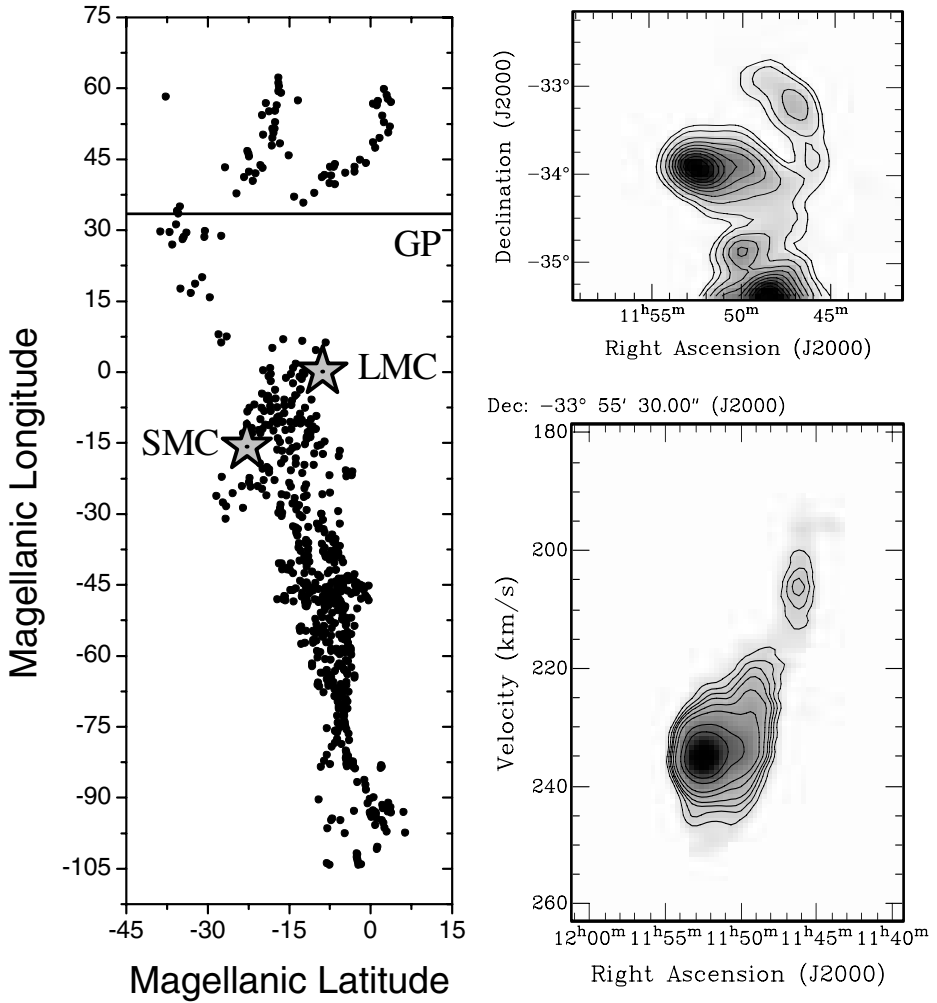 75
60
45
30
15
0
-15
-30
-45
-60
-75
-90
-105
Magellanic Longitude
GP
LMC
SMC
-45 -30 -15 0 15
Magellanic Latitude
Declination (J2000)
−33°
−34°
−35°
11ʰ55ᵐ 50ᵐ 45ᵐ
Right Ascension (J2000)
Dec: −33° 55′ 30.00″ (J2000)
Velocity (km/s)
180
200
220
240
260
12ʰ00ᵐ 11ʰ55ᵐ 11ʰ50ᵐ 11ʰ45ᵐ 11ʰ40ᵐ
Right Ascension (J2000)